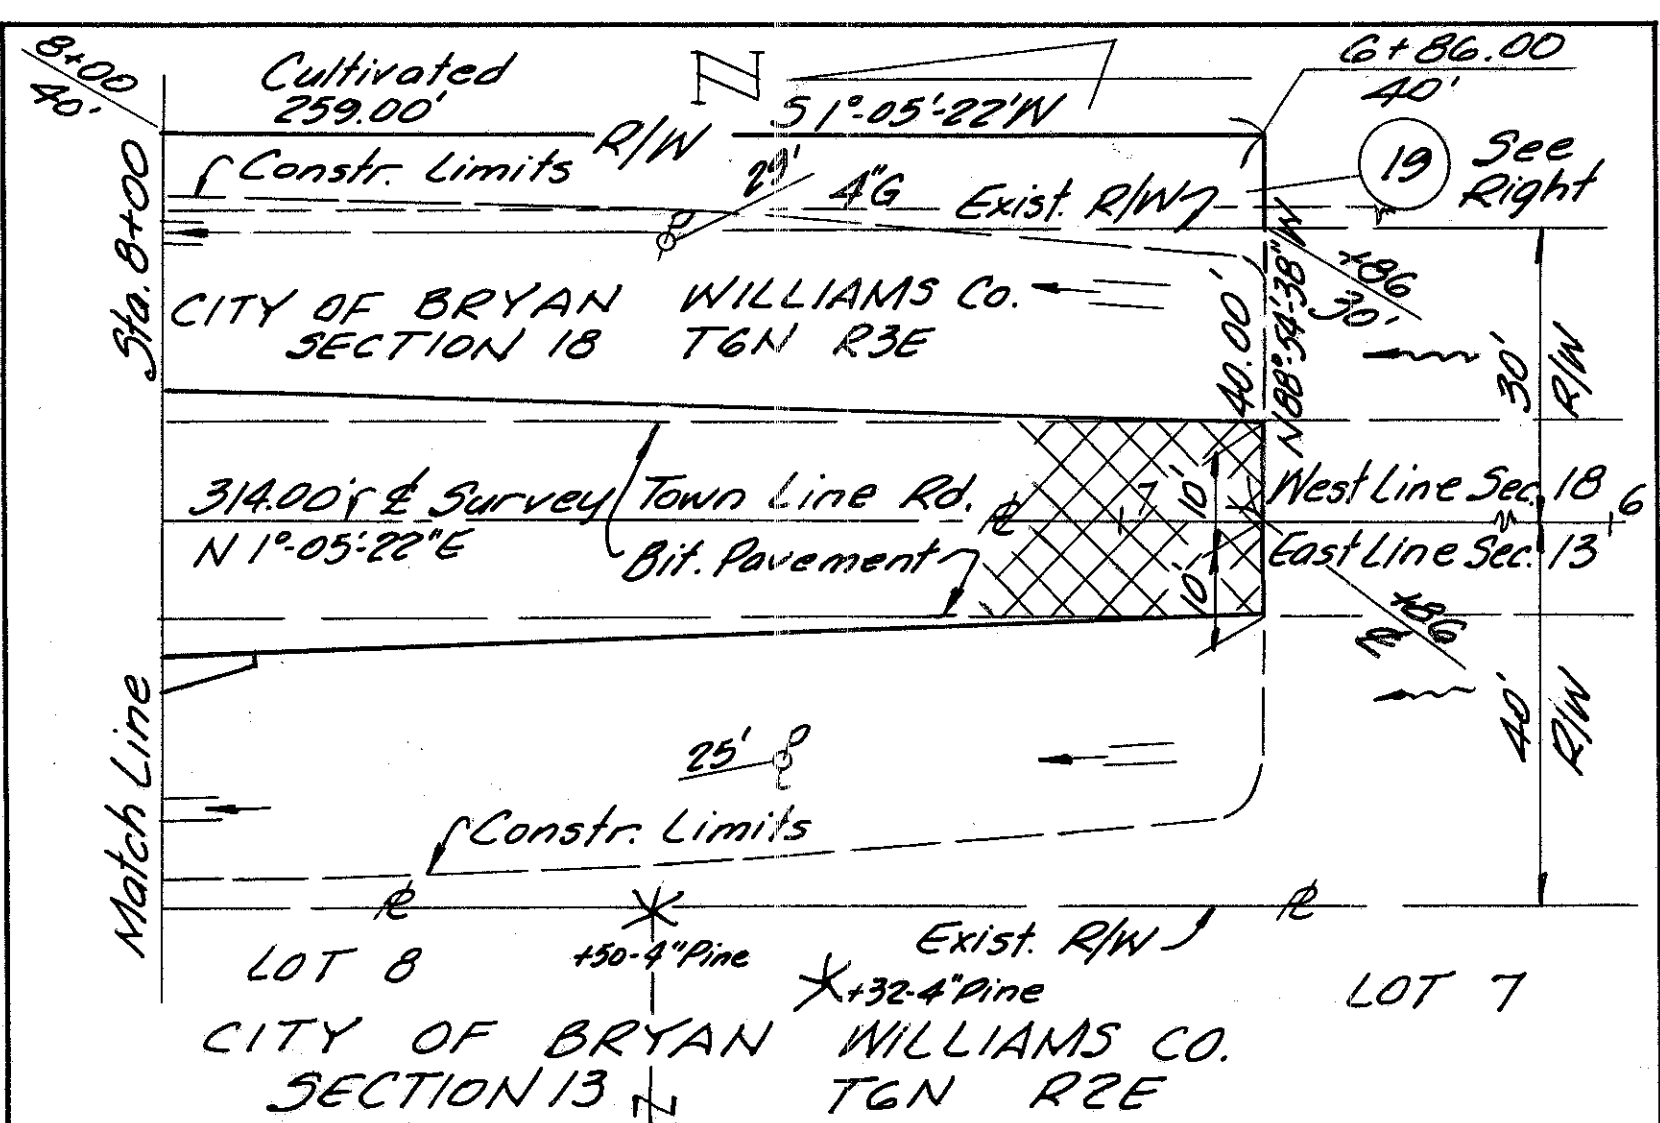 8+00
40'
Cultivated
259.00'
N
6+86.00
40'
S 1°-05'-22"W
R/W
Constr. Limits
29'
4"G
Exist. R/W
19
See
Right
Sta. 8+00
CITY OF BRYAN WILLIAMS Co.
SECTION 18 T6N R3E
40.00'
N88°-54'-38"W
+86
30'
30'
R/W
314.00' ℄ Survey Town Line Rd.
℄
7
10'
West Line Sec. 18
6
N 1°-05'-22"E
Bit. Pavement
10'
East Line Sec. 13
+86
40'
R/W
Match Line
25'
Constr. Limits
PL
PL
+50-4"Pine
Exist. R/W
LOT 8
+32-4"Pine
LOT 7
CITY OF BRYAN WILLIAMS CO.
SECTION 13 T6N R2E